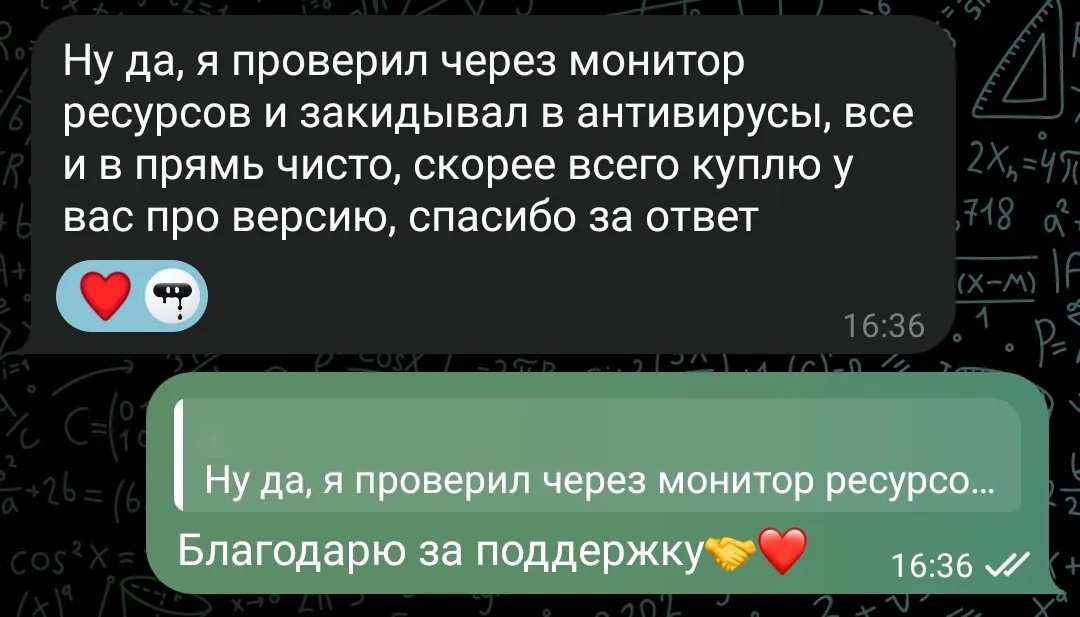 Ну да, я проверил через монитор
ресурсов и закидывал в антивирусы, все
и в прямь чисто, скорее всего куплю у
вас про версию, спасибо за ответ
16:36
Ну да, я проверил через монитор ресурсо...
Благодарю за поддержку🤝❤️
16:36